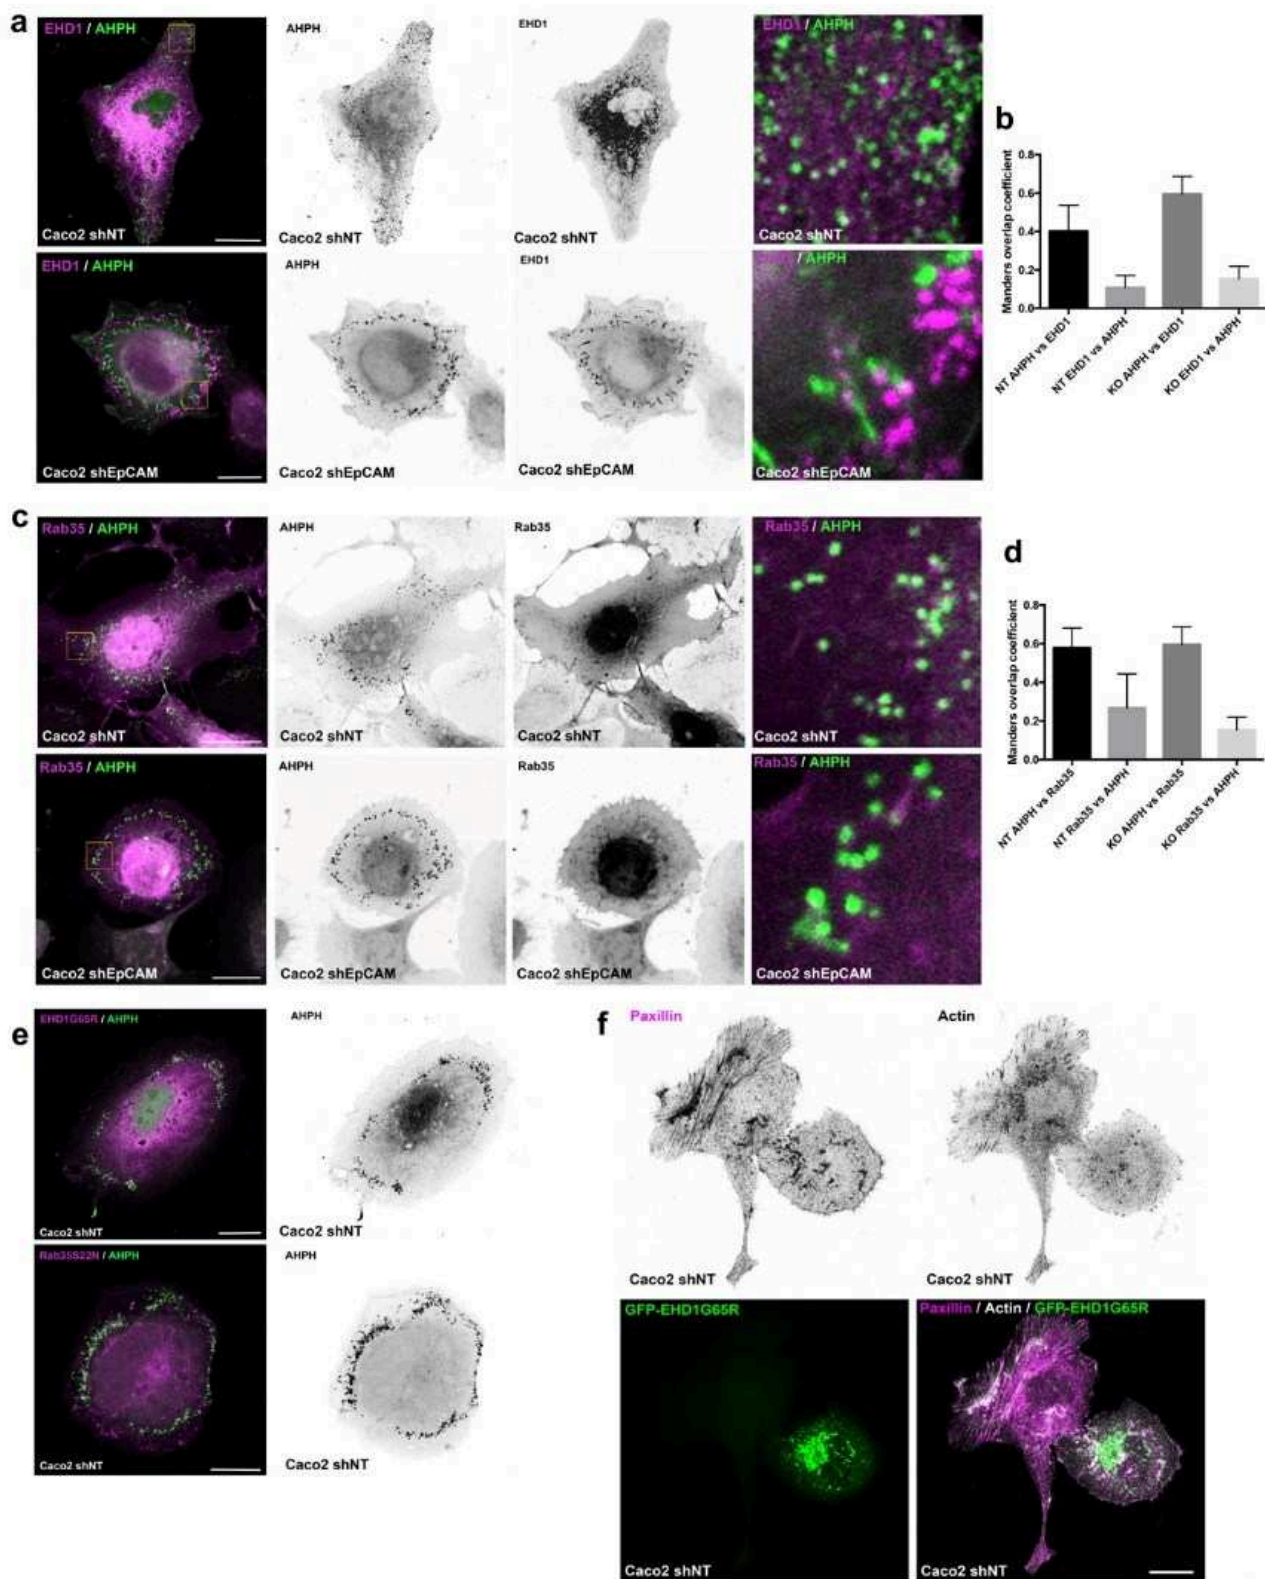 a
EHD1 / AHPH
AHPH
EHD1
EHD1 / AHPH
Caco2 shNT
Caco2 shNT
Caco2 shNT
Caco2 shNT
EHD1 / AHPH
AHPH
EHD1
/ AHPH
Caco2 shEpCAM
Caco2 shEpCAM
Caco2 shEpCAM
Caco2 shEpCAM
b
Manders overlap coefficient
0.8
0.6
0.4
0.2
0.0
NT AHPH vs EHD1
NT EHD1 vs AHPH
KO AHPH vs EHD1
KO EHD1 vs AHPH
c
Rab35 / AHPH
AHPH
Rab35
Rab35 / AHPH
Caco2 shNT
Caco2 shNT
Caco2 shNT
Caco2 shNT
Rab35 / AHPH
AHPH
Rab35
Rab35 / AHPH
Caco2 shEpCAM
Caco2 shEpCAM
Caco2 shEpCAM
Caco2 shEpCAM
d
Manders overlap coefficient
0.8
0.6
0.4
0.2
0.0
NT AHPH vs Rab35
NT Rab35 vs AHPH
KO AHPH vs Rab35
KO Rab35 vs AHPH
e
EHD1G65R / AHPH
AHPH
Caco2 shNT
Caco2 shNT
Rab35S22N / AHPH
AHPH
Caco2 shNT
Caco2 shNT
f
Paxillin
Actin
Caco2 shNT
Caco2 shNT
GFP-EHD1G65R
Paxillin / Actin / GFP-EHD1G65R
Caco2 shNT
Caco2 shNT